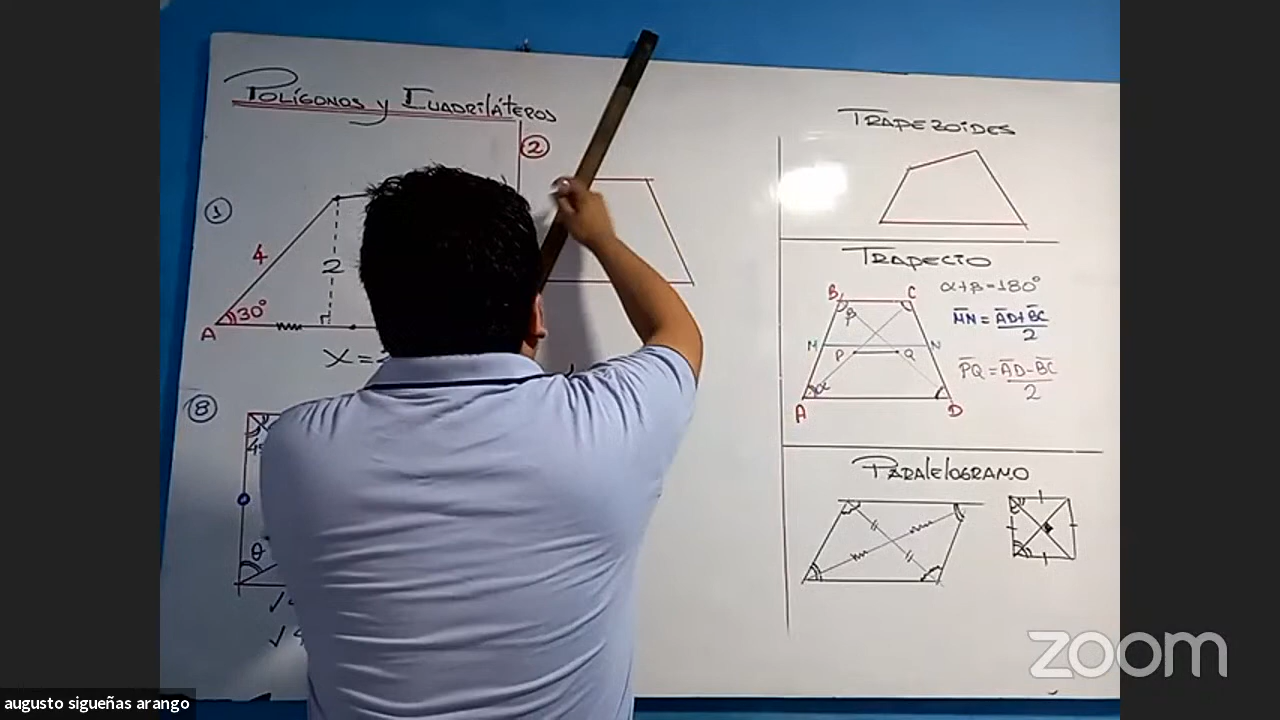 POLÍGONOS y CUADRILÁTEROS
2
1
4
2
30°
A
X=
8
θ
TRAPEZOIDES
TRAPECIO
α+β=180°
B
C
β
MN = AD+BC
2
M
N
P
Q
PQ = AD-BC
2
α
A
D
PARALELOGRAMO
zoom
augusto sigueñas arango